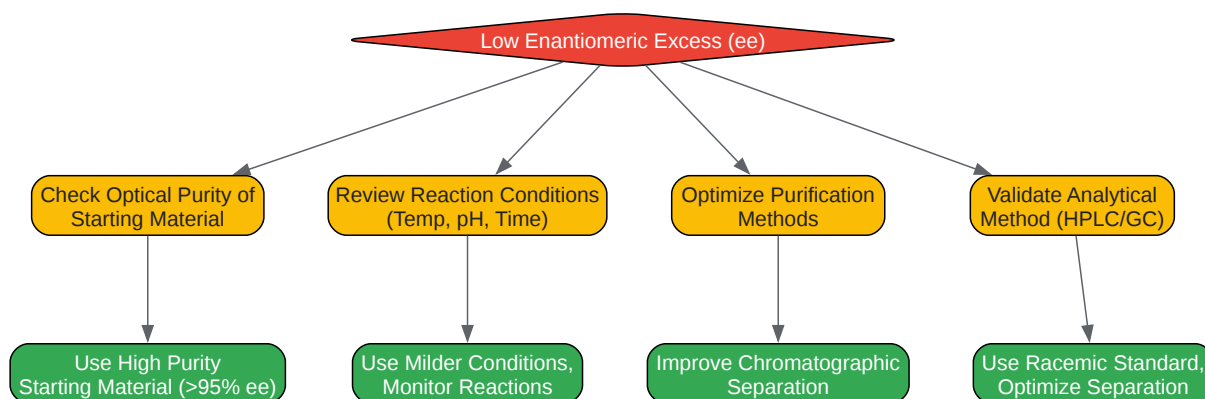 Low Enantiomeric Excess (ee)
Check Optical Purity of
Starting Material
Review Reaction Conditions
(Temp, pH, Time)
Optimize Purification
Methods
Validate Analytical
Method (HPLC/GC)
Use High Purity
Starting Material (>95% ee)
Use Milder Conditions,
Monitor Reactions
Improve Chromatographic
Separation
Use Racemic Standard,
Optimize Separation